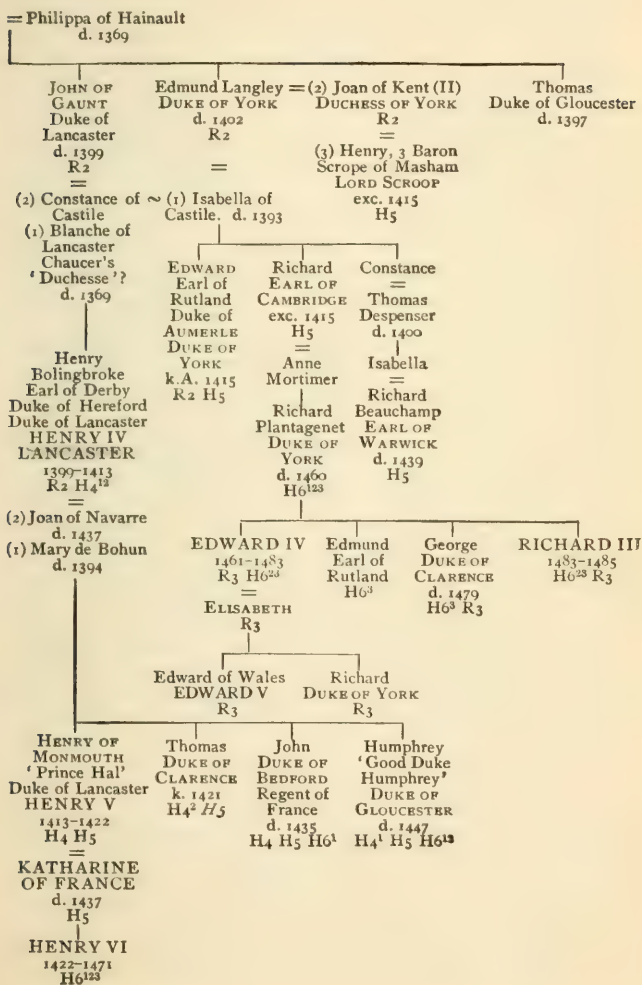 = Philippa of Hainault
d. 1369
JOHN OF
GAUNT
Duke of
Lancaster
d. 1399
R2
=
(2) Constance of ~
Castile
(1) Blanche of
Lancaster
Chaucer's
'Duchesse'?
d. 1369
Edmund Langley =
DUKE OF YORK
d. 1402
R2
=
(1) Isabella of
Castile. d. 1393
(2) Joan of Kent (II)
DUCHESS OF YORK
R2
=
(3) Henry, 3 Baron
Scrope of Masham
LORD SCROOP
exc. 1415
H5
Thomas
Duke of Gloucester
d. 1397
EDWARD
Earl of
Rutland
Duke of
AUMERLE
DUKE OF
YORK
k.A. 1415
R2 H5
Richard
EARL OF
CAMBRIDGE
exc. 1415
H5
=
Anne
Mortimer
Richard
Plantagenet
DUKE OF
YORK
d. 1460
H6¹²³
Constance
=
Thomas
Despenser
d. 1400
Isabella
=
Richard
Beauchamp
EARL OF
WARWICK
d. 1439
H5
Henry
Bolingbroke
Earl of Derby
Duke of Hereford
Duke of Lancaster
HENRY IV
LANCASTER
1399-1413
R2 H4¹²
=
(2) Joan of Navarre
d. 1437
(1) Mary de Bohun
d. 1394
EDWARD IV
1461-1483
R3 H6²³
=
ELISABETH
R3
Edmund
Earl of
Rutland
H6³
George
DUKE OF
CLARENCE
d. 1479
H6³ R3
RICHARD III
1483-1485
H6²³ R3
Edward of Wales
EDWARD V
R3
Richard
DUKE OF YORK
R3
HENRY OF
MONMOUTH
'Prince Hal'
Duke of Lancaster
HENRY V
1413-1422
H4 H5
=
KATHARINE
OF FRANCE
d. 1437
H5
HENRY VI
1422-1471
H6¹²³
Thomas
DUKE OF
CLARENCE
k. 1421
H4² H5
John
DUKE OF
BEDFORD
Regent of
France
d. 1435
H4 H5 H6¹
Humphrey
'Good Duke
Humphrey'
DUKE OF
GLOUCESTER
d. 1447
H4¹ H5 H6¹²